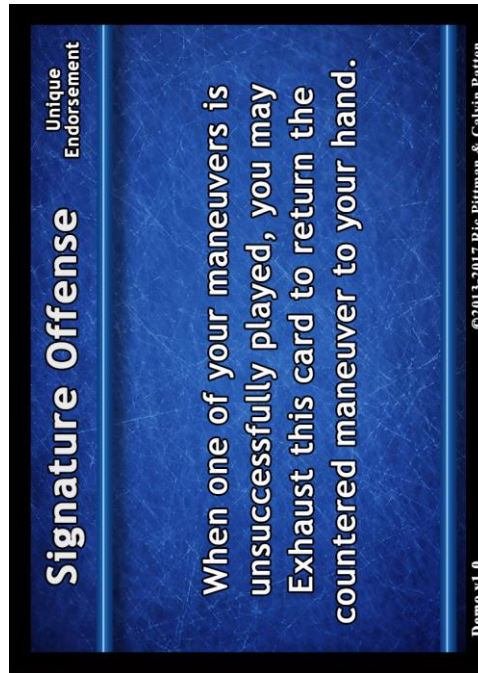 Signature Offense
Unique
Endorsement
When one of your maneuvers is
unsuccessfully played, you may
Exhaust this card to return the
countered maneuver to your hand.
Demo v1.0
©2013-2017 Ric Pittman & Calvin Patton